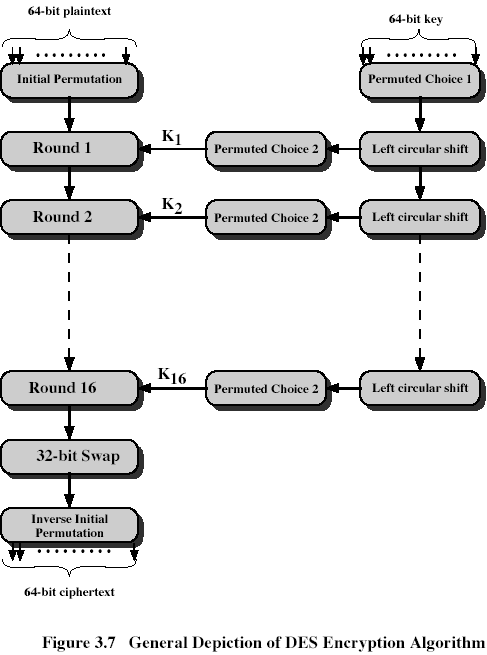 64-bit plaintext
64-bit key
Initial Permutation
Permuted Choice 1
Round 1
K1
Permuted Choice 2
Left circular shift
Round 2
K2
Permuted Choice 2
Left circular shift
Round 16
K16
Permuted Choice 2
Left circular shift
32-bit Swap
Inverse Initial
Permutation
64-bit ciphertext
Figure 3.7 General Depiction of DES Encryption Algorithm